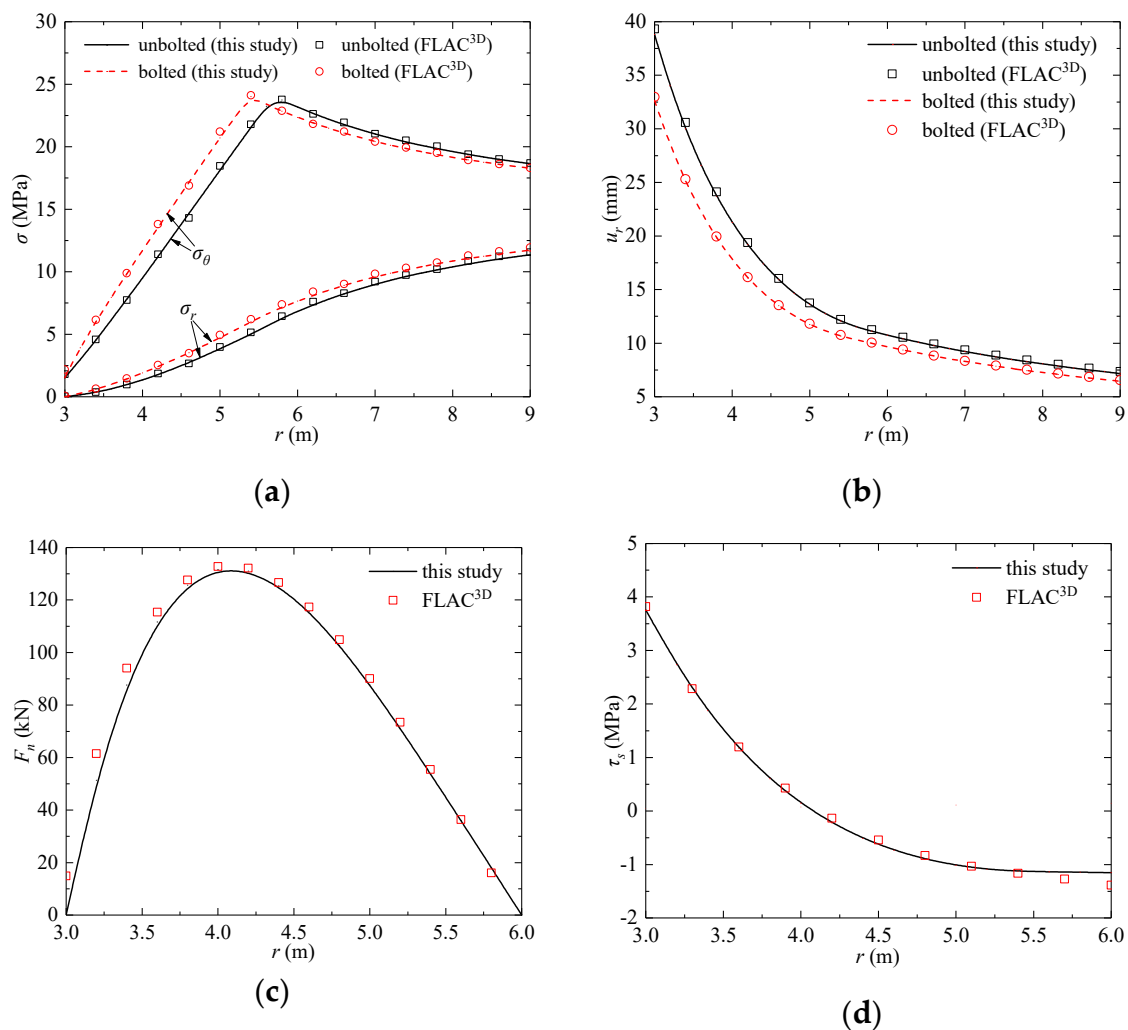 unbolted (this study) unbolted (FLAC3D)
bolted (this study) bolted (FLAC3D)
σ (MPa)
30
25
20
15
10
5
0
σθ
σr
3 4 5 6 7 8 9
r (m)
(a)
unbolted (this study)
unbolted (FLAC3D)
bolted (this study)
bolted (FLAC3D)
ur (mm)
40
35
30
25
20
15
10
5
3 4 5 6 7 8 9
r (m)
(b)
this study
FLAC3D
Fn (kN)
140
120
100
80
60
40
20
0
3.0 3.5 4.0 4.5 5.0 5.5 6.0
r (m)
(c)
this study
FLAC3D
τs (MPa)
5
4
3
2
1
0
-1
-2
3.0 3.5 4.0 4.5 5.0 5.5 6.0
r (m)
(d)